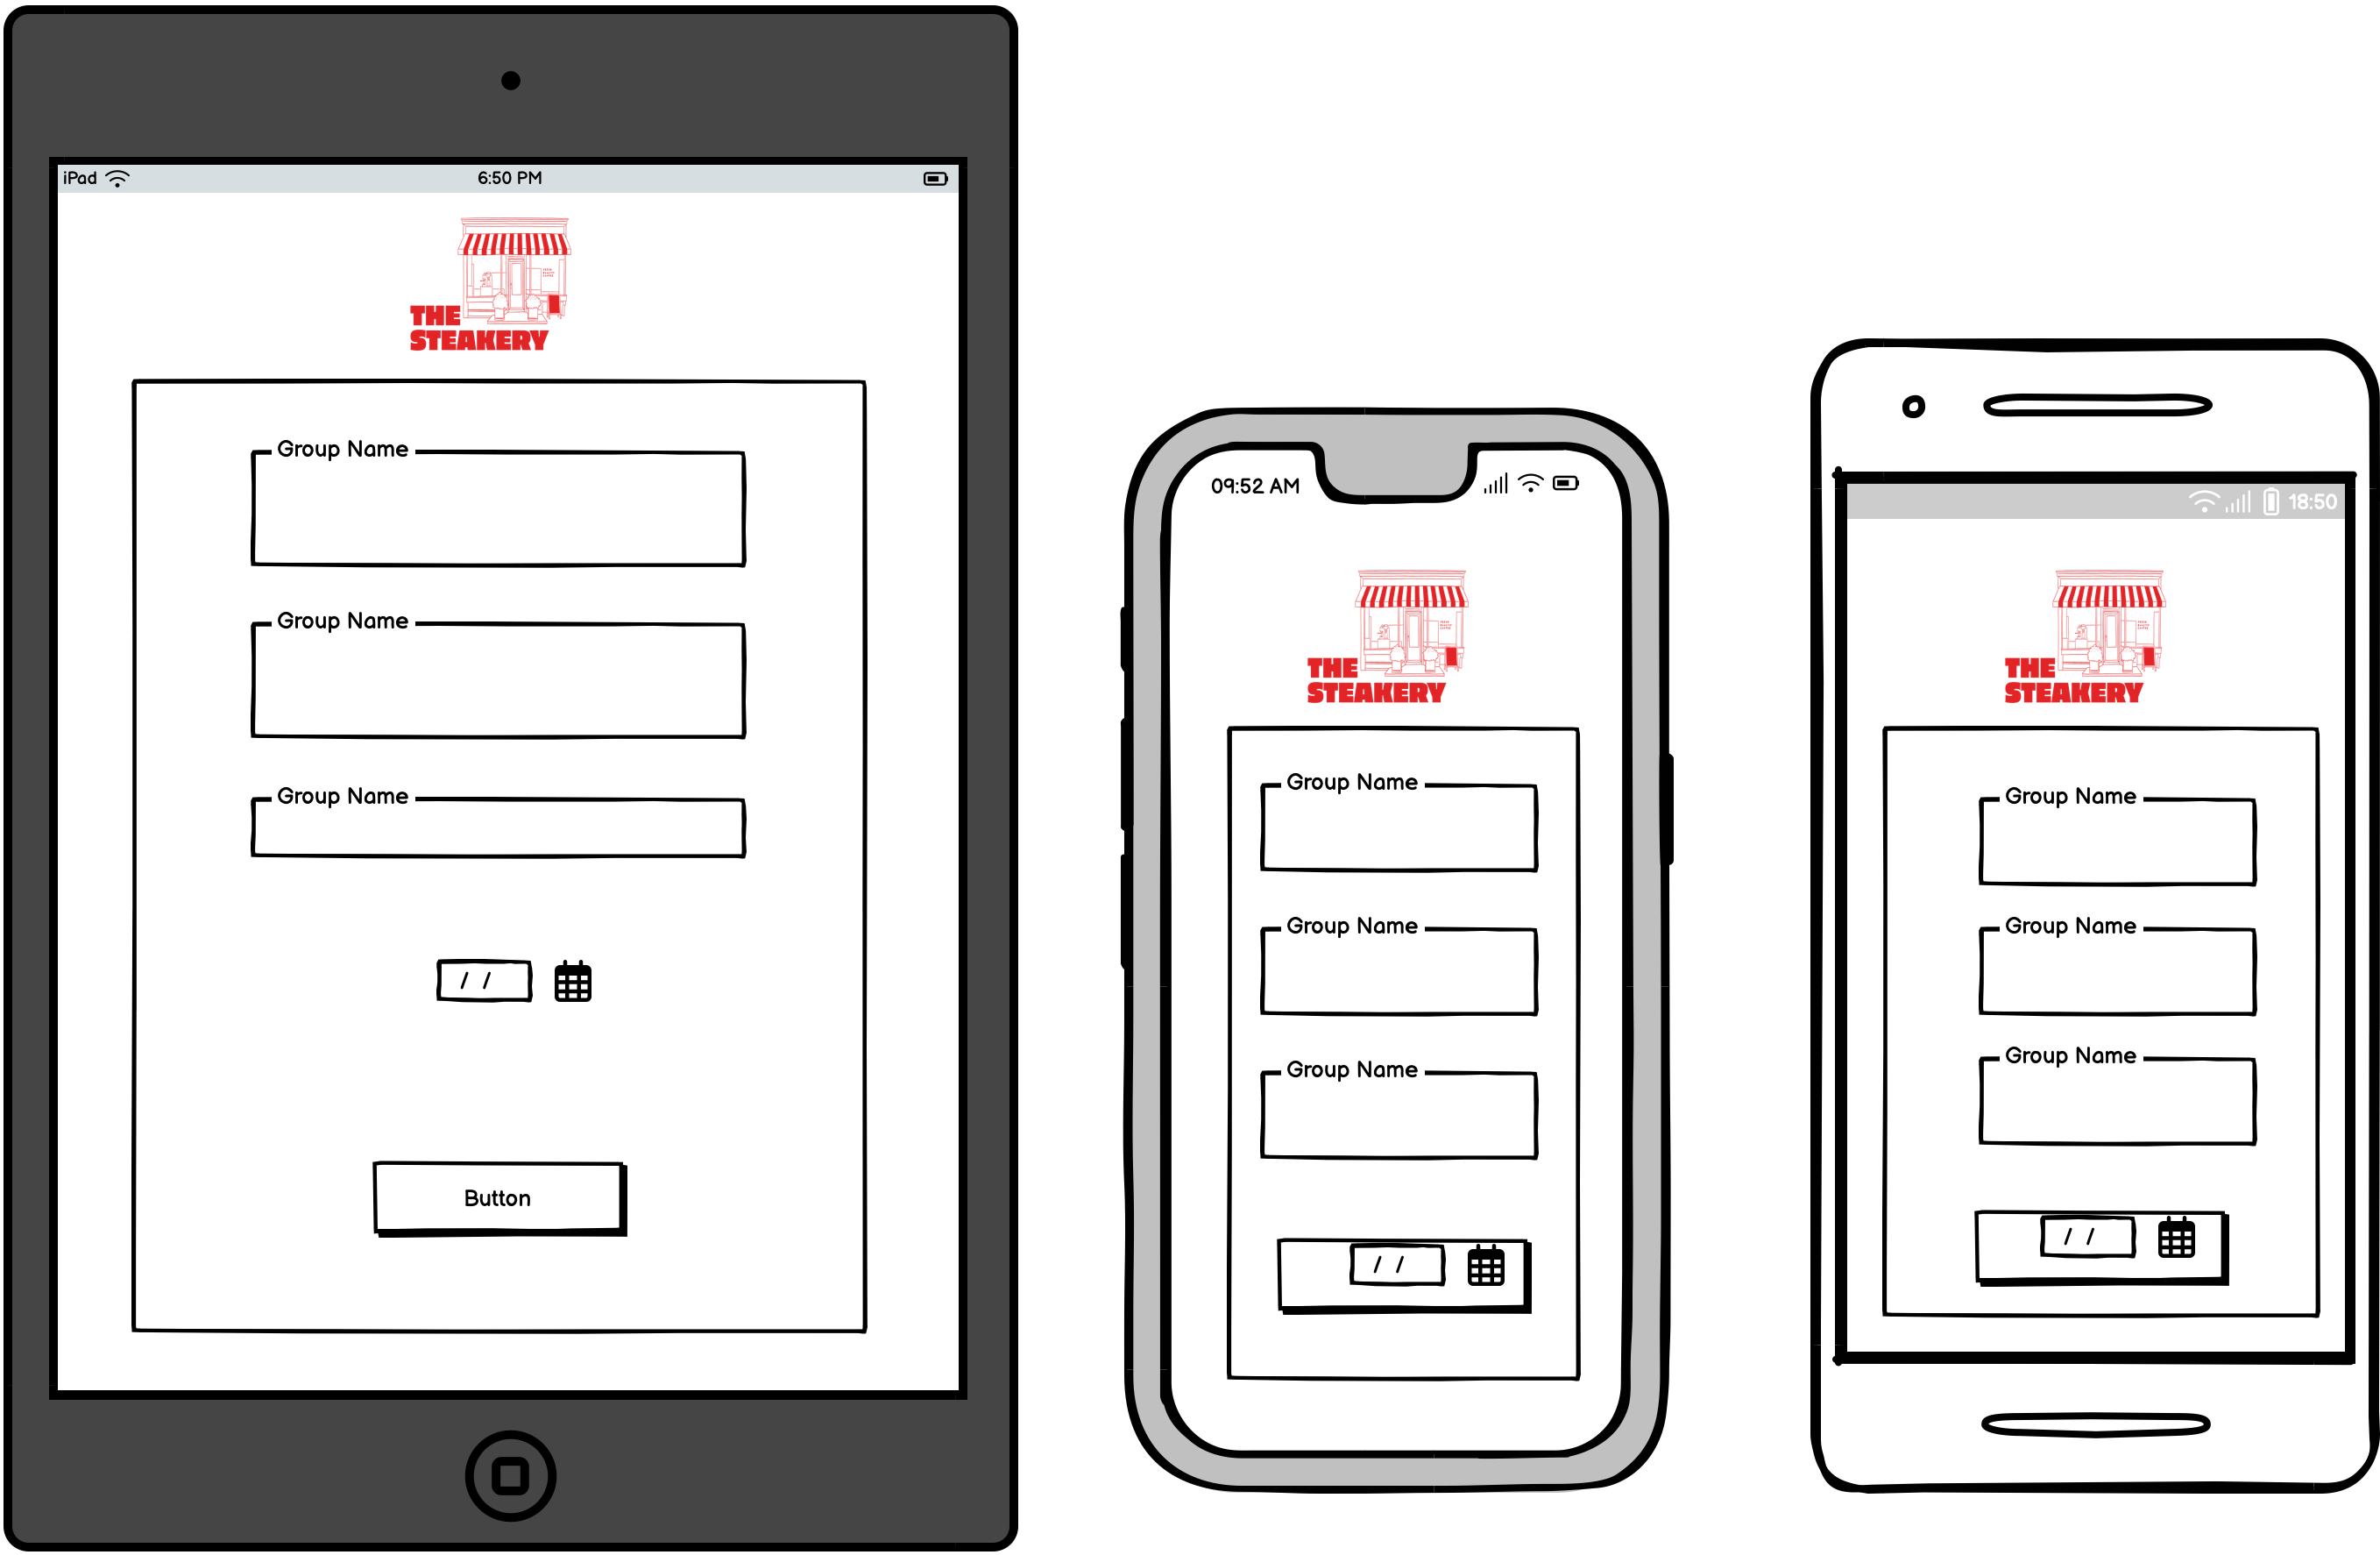 iPad
6:50 PM
THE
STEAKERY
Group Name
Group Name
Group Name
/ /
Button
09:52 AM
THE
STEAKERY
Group Name
Group Name
Group Name
/ /
18:50
THE
STEAKERY
Group Name
Group Name
Group Name
/ /